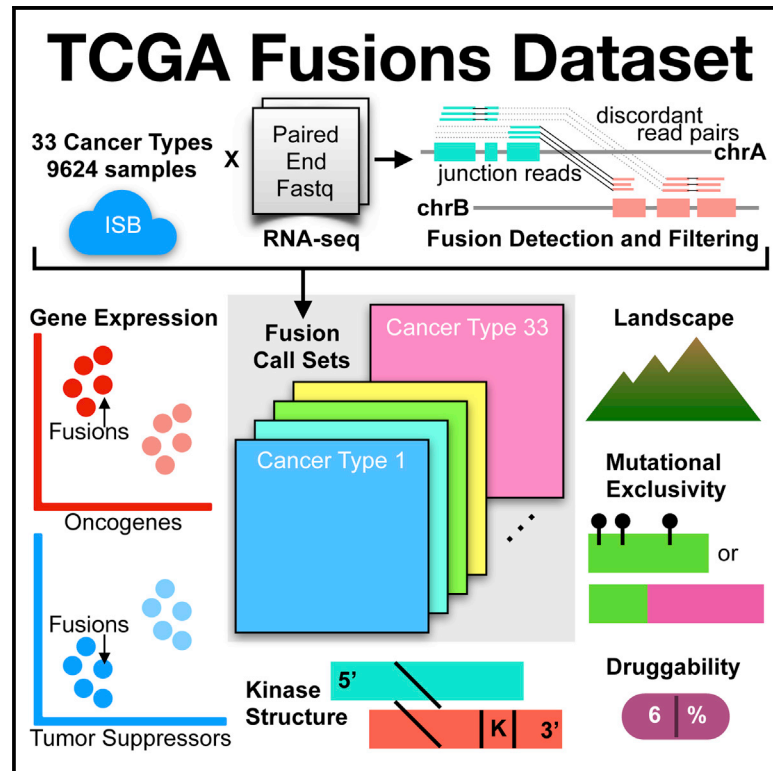 TCGA Fusions Dataset
33 Cancer Types
9624 samples
ISB
X
Paired
End
Fastq
RNA-seq
discordant
read pairs
chrA
junction reads
chrB
Fusion Detection and Filtering
Gene Expression
Fusions
Oncogenes
Fusions
Tumor Suppressors
Fusion
Call Sets
Cancer Type 33
Cancer Type 1
Kinase
Structure
5’
K
3’
Landscape
Mutational
Exclusivity
or
Druggability
6 %